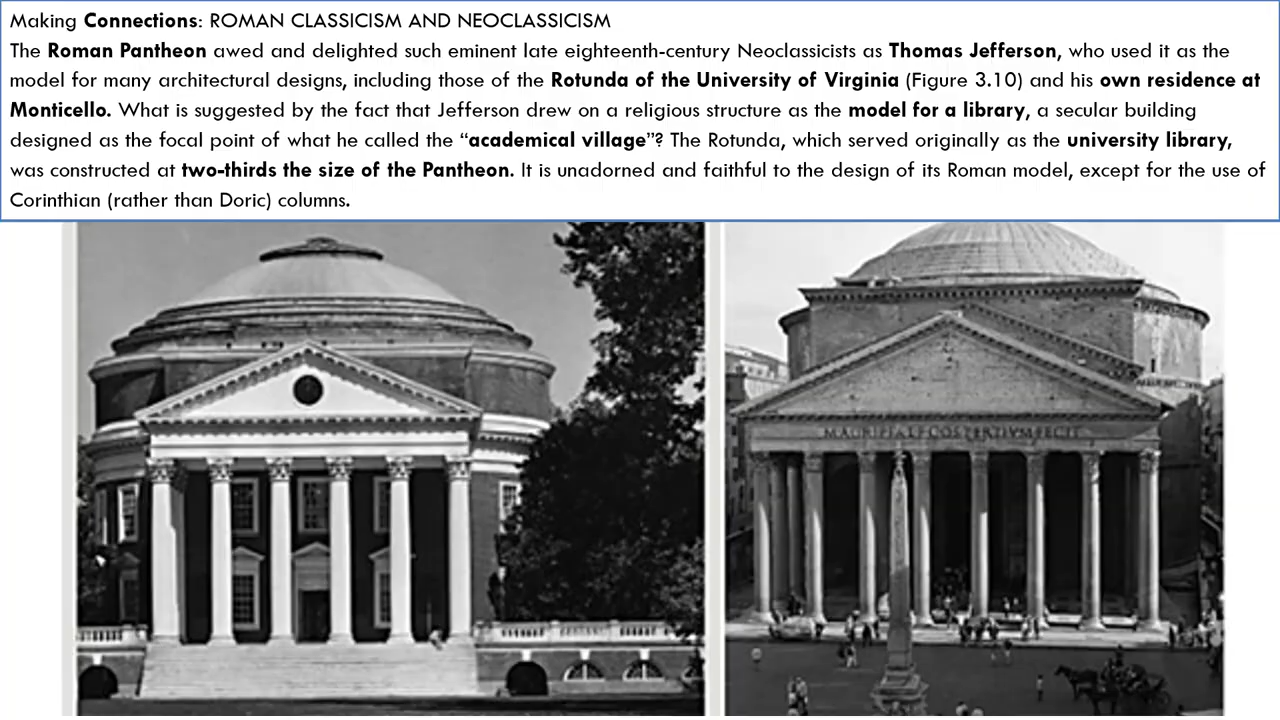 Making Connections: ROMAN CLASSICISM AND NEOCLASSICISM
The Roman Pantheon awed and delighted such eminent late eighteenth-century Neoclassicists as Thomas Jefferson, who used it as the
model for many architectural designs, including those of the Rotunda of the University of Virginia (Figure 3.10) and his own residence at
Monticello. What is suggested by the fact that Jefferson drew on a religious structure as the model for a library, a secular building
designed as the focal point of what he called the “academical village”? The Rotunda, which served originally as the university library,
was constructed at two-thirds the size of the Pantheon. It is unadorned and faithful to the design of its Roman model, except for the use of
Corinthian (rather than Doric) columns.